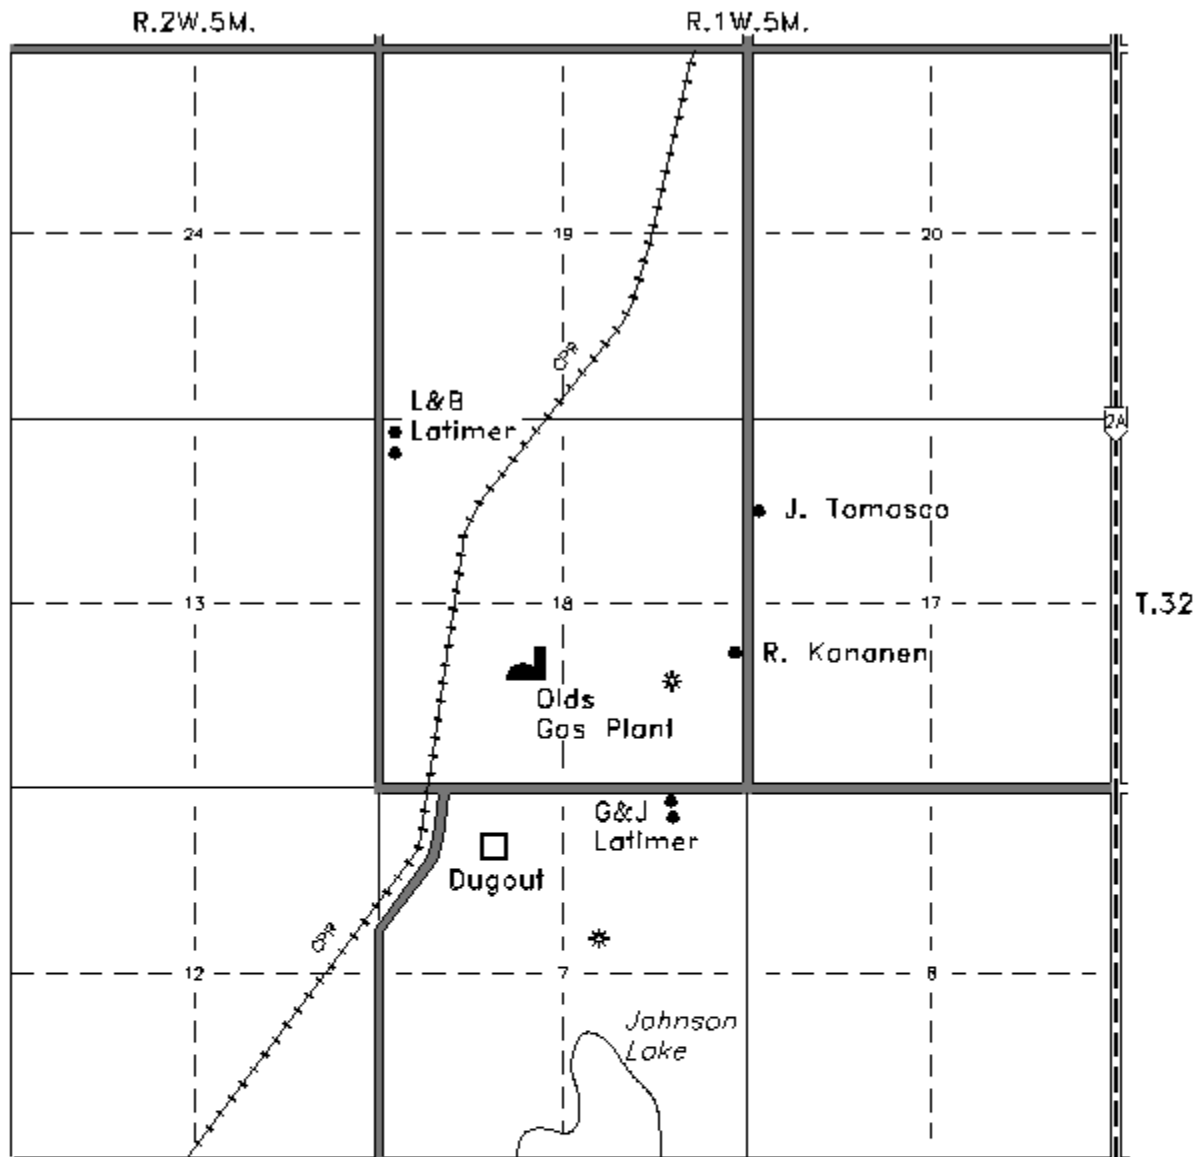 R.2W.5M.
R.1W.5M.
24
19
20
CPR
L&B
Latimer
2A
J. Tomasco
13
18
17
T.32
R. Kananen
Olds
Gas Plant
G&J
Latimer
Dugout
CPR
12
7
8
Johnson
Lake